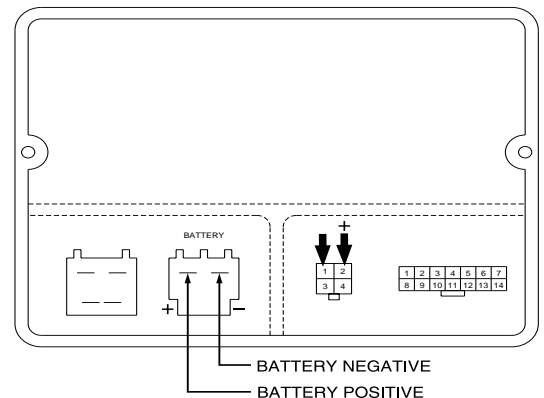 BATTERY
+
1 2
3 4
1 2 3 4 5 6 7
8 9 10 11 12 13 14
+ −
BATTERY NEGATIVE
BATTERY POSITIVE